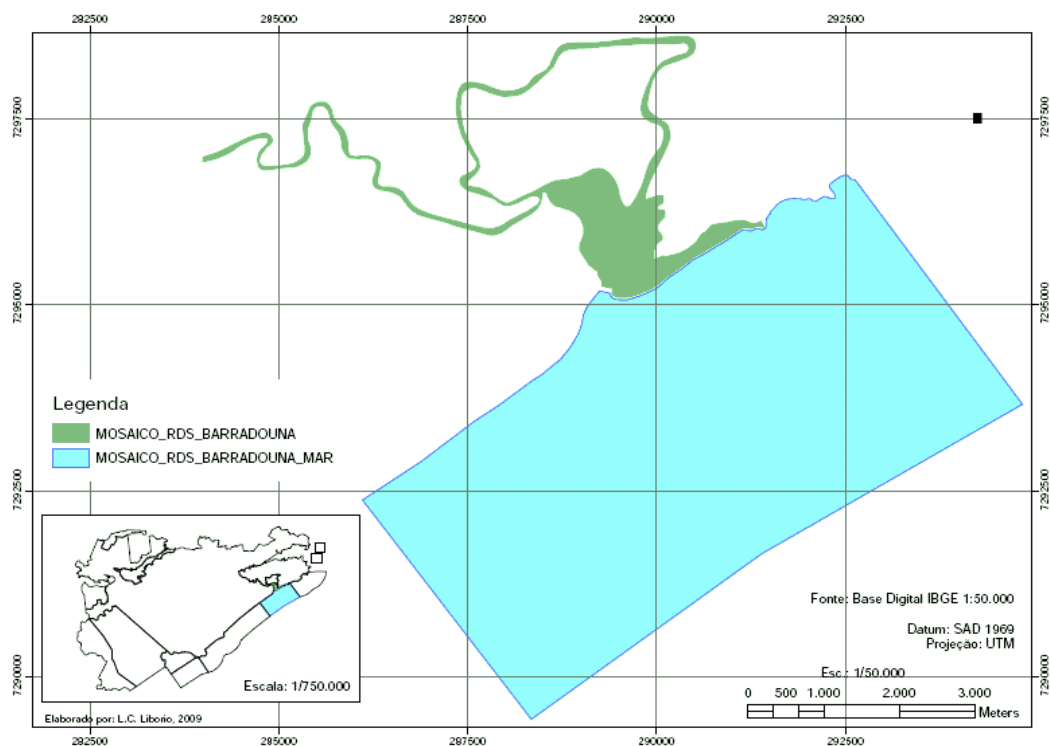 282500 285000 287500 290000 292500
7297500 7297500
7295000 7295000
7292500 7292500
7290000 7290000
Legenda
MOSAICO_RDS_BARRADOUNA
MOSAICO_RDS_BARRADOUNA_MAR
Escala: 1/750.000
Elaborado por: L.C. Liborio, 2009
Fonte: Base Digital IBGE 1:50.000
Datum: SAD 1969
Projeção: UTM
Esc.: 1/50.000
0 500 1.000 2.000 3.000
Meters
282500 285000 287500 290000 292500